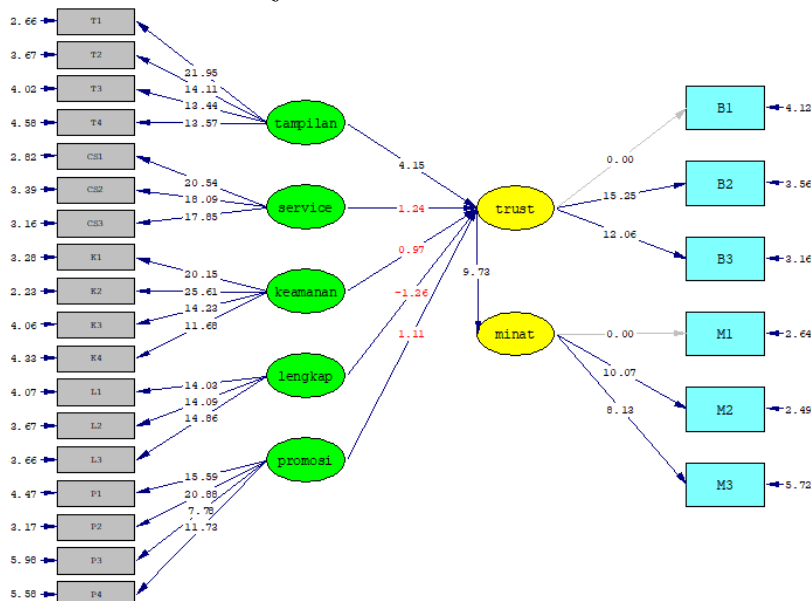 2.66 T1
3.67 T2
4.02 T3
4.58 T4
2.82 CS1
3.39 CS2
3.16 CS3
3.28 K1
2.23 K2
4.06 K3
4.33 K4
4.07 L1
3.67 L2
3.66 L3
4.47 P1
3.17 P2
5.98 P3
5.58 P4
21.95
14.11
13.44
13.57
20.54
18.09
17.85
20.15
25.61
14.23
11.68
14.03
14.09
14.86
15.59
20.88
7.78
11.73
tampilan
service
keamanan
lengkap
promosi
4.15
1.24
0.97
-1.26
1.11
trust
9.73
minat
0.00
15.25
12.06
0.00
10.07
8.13
B1 4.12
B2 3.56
B3 3.16
M1 2.64
M2 2.49
M3 5.72